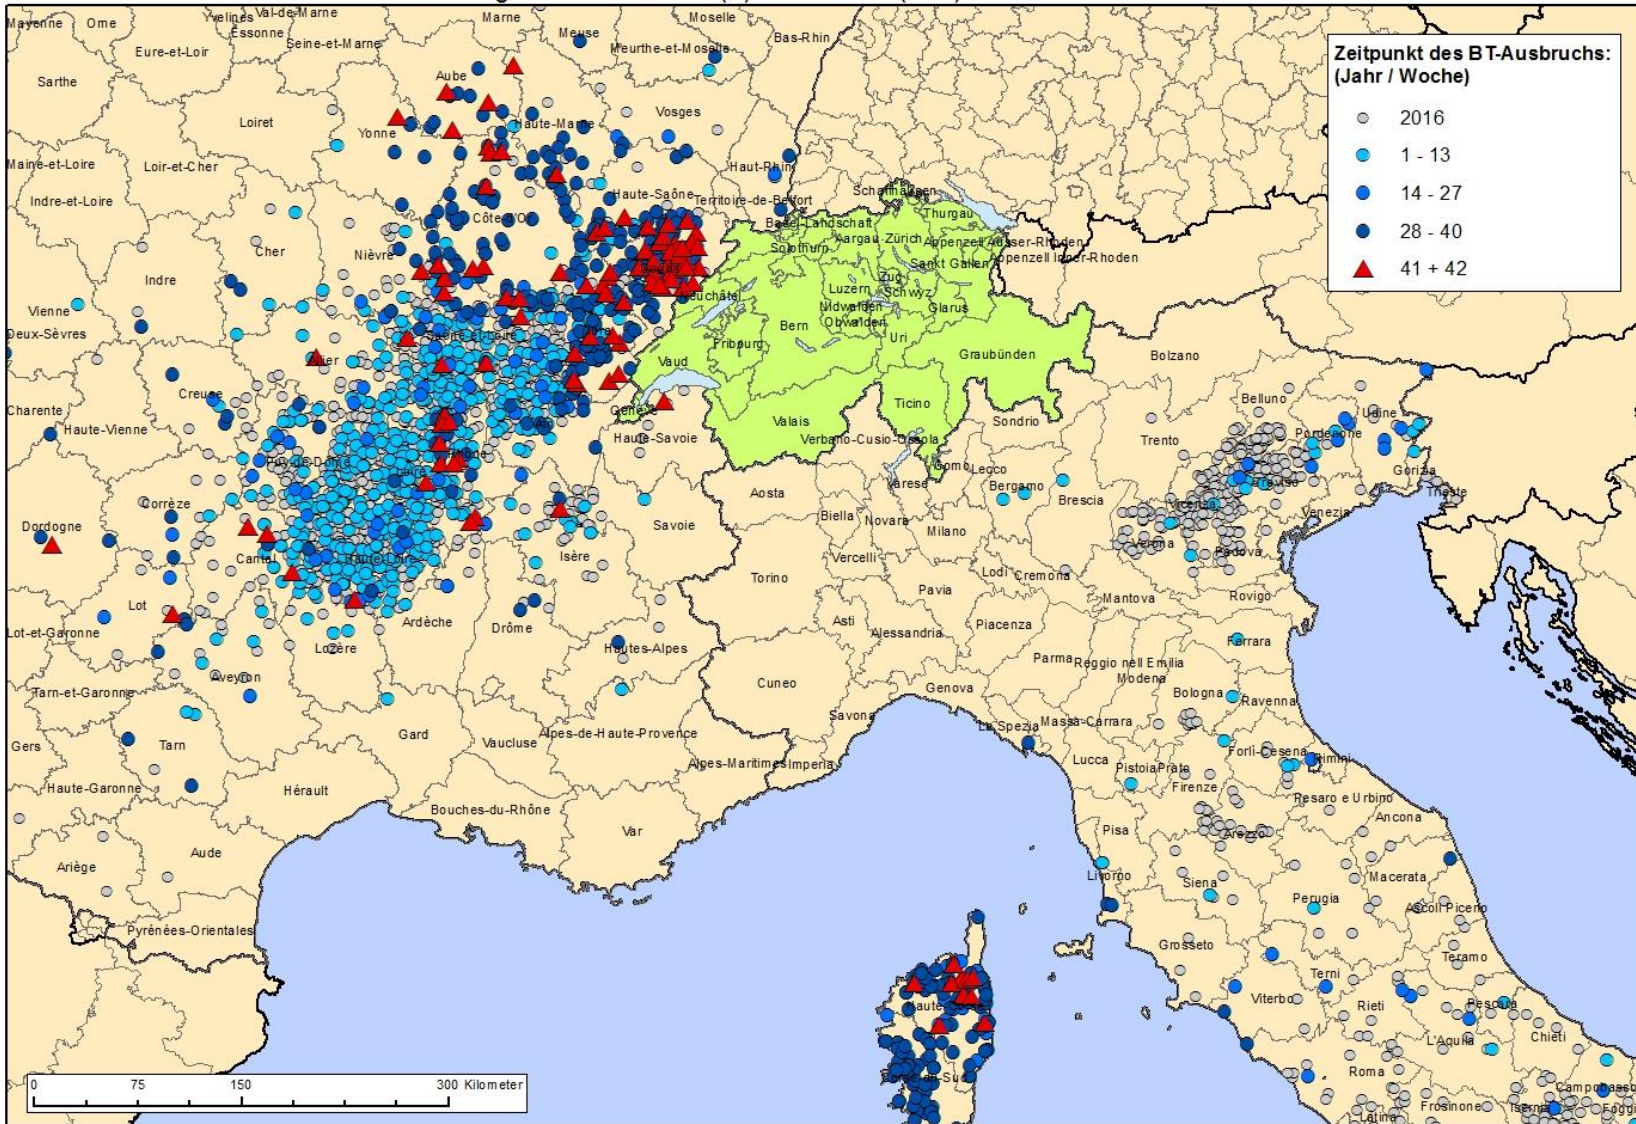 Mayenne Orne Yvelines Val-de-Marne Marne Moselle
Essonne
Eure-et-Loir Seine-et-Marne Meuse Meurthe-et-Moselle Bas-Rhin
Sarthe Aube
Loiret Yonne Haute-Marne Vosges
Maine-et-Loire Loir-et-Cher Haut-Rhin
Indre-et-Loire Côte-d'Or Haute-Saône Territoire-de-Belfort
Cher Nièvre
Indre
Vienne
Deux-Sèvres Saône-et-Loire Jura
Allier
Creuse
Charente Haute-Vienne Ain Haute-Savoie
Puy-de-Dôme Loire Rhône
Corrèze Savoie
Dordogne Cantal Haute-Loire Isère
Lot Ardèche Drôme
Lot-et-Garonne Lozère Hautes-Alpes
Aveyron
Tarn-et-Garonne
Gers Tarn Gard Vaucluse Alpes-de-Haute-Provence
Alpes-Maritimes
Haute-Garonne Hérault Bouches-du-Rhône
Var
Ariège Aude
Pyrénées-Orientales
Schaffhausen
Thurgau
Basel-Landschaft
Solothurn Aargau Zürich Appenzell Ausser-Rhoden
Sankt Gallen Appenzell Inner-Rhoden
Zug
Neuchâtel Luzern Schwyz
Nidwalden Glarus
Bern Obwalden
Fribourg Uri
Vaud Graubünden
Genève Ticino
Valais
Verbano-Cusio-Ossola Sondrio
Bolzano
Belluno Udine
Trento Pordenone
Gorizia
Como Lecco
Aosta Varese Bergamo Brescia Treviso Trieste
Biella Novara Milano Vicenza Venezia
Verona Padova
Vercelli
Torino Lodi Cremona
Pavia Mantova Rovigo
Asti
Alessandria Piacenza Ferrara
Parma Reggio nell Emilia
Modena
Cuneo Genova Bologna Ravenna
Savona La Spezia Massa-Carrara
Imperia Lucca Forlì-Cesena Rimini
Pistoia Prato
Firenze Pesaro e Urbino
Pisa Arezzo Ancona
Livorno Siena Macerata
Perugia Ascoli Piceno
Grosseto Teramo
Terni
Viterbo Rieti Pescara
L'Aquila Chieti
Roma
Campobasso
Latina Frosinone Isernia
Zeitpunkt des BT-Ausbruchs:
(Jahr / Woche)
2016
1 - 13
14 - 27
28 - 40
41 + 42
0 75 150 300 Kilometer